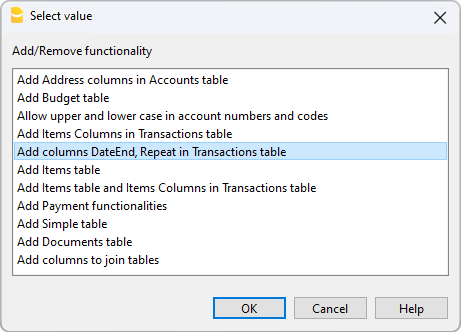 Select value
Add/Remove functionality
Add Address columns in Accounts table
Add Budget table
Allow upper and lower case in account numbers and codes
Add Items Columns in Transactions table
Add columns DateEnd, Repeat in Transactions table
Add Items table
Add Items table and Items Columns in Transactions table
Add Payment functionalities
Add Simple table
Add Documents table
Add columns to join tables
OK Cancel Help